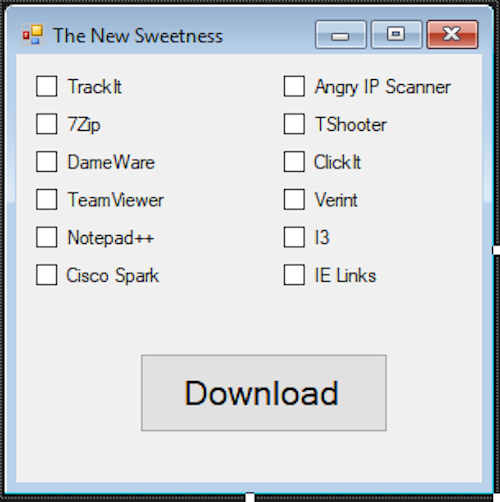 The New Sweetness
TrackIt
Angry IP Scanner
7Zip
TShooter
DameWare
ClickIt
TeamViewer
Verint
Notepad++
I3
Cisco Spark
IE Links
Download